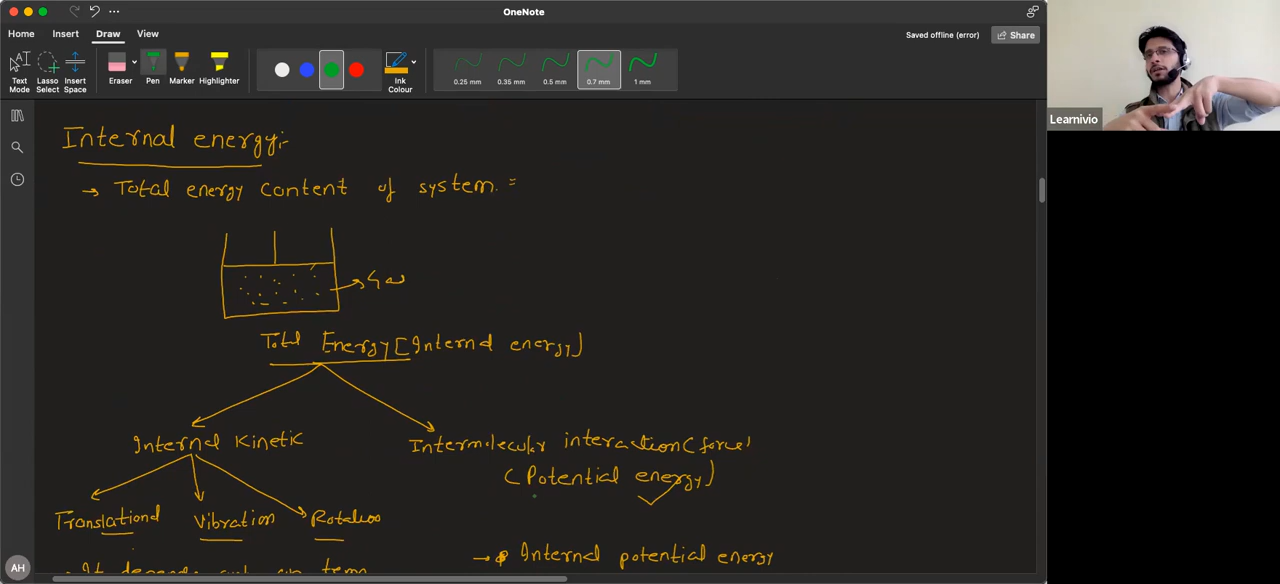 OneNote
Home Insert Draw View
Saved offline (error) Share
Text Mode
Lasso Select
Insert Space
Eraser
Pen
Marker
Highlighter
Ink Colour
0.25 mm
0.35 mm
0.5 mm
0.7 mm
1 mm
Learnivio
Internal energy:-
→ Total energy content of system. =
→ Gas
Total Energy [Internal energy)
Internal Kinetic
Intermolecular interaction (force)
(Potential energy)
Translational Vibration Rotation
→ Internal potential energy
AH
→ It depends